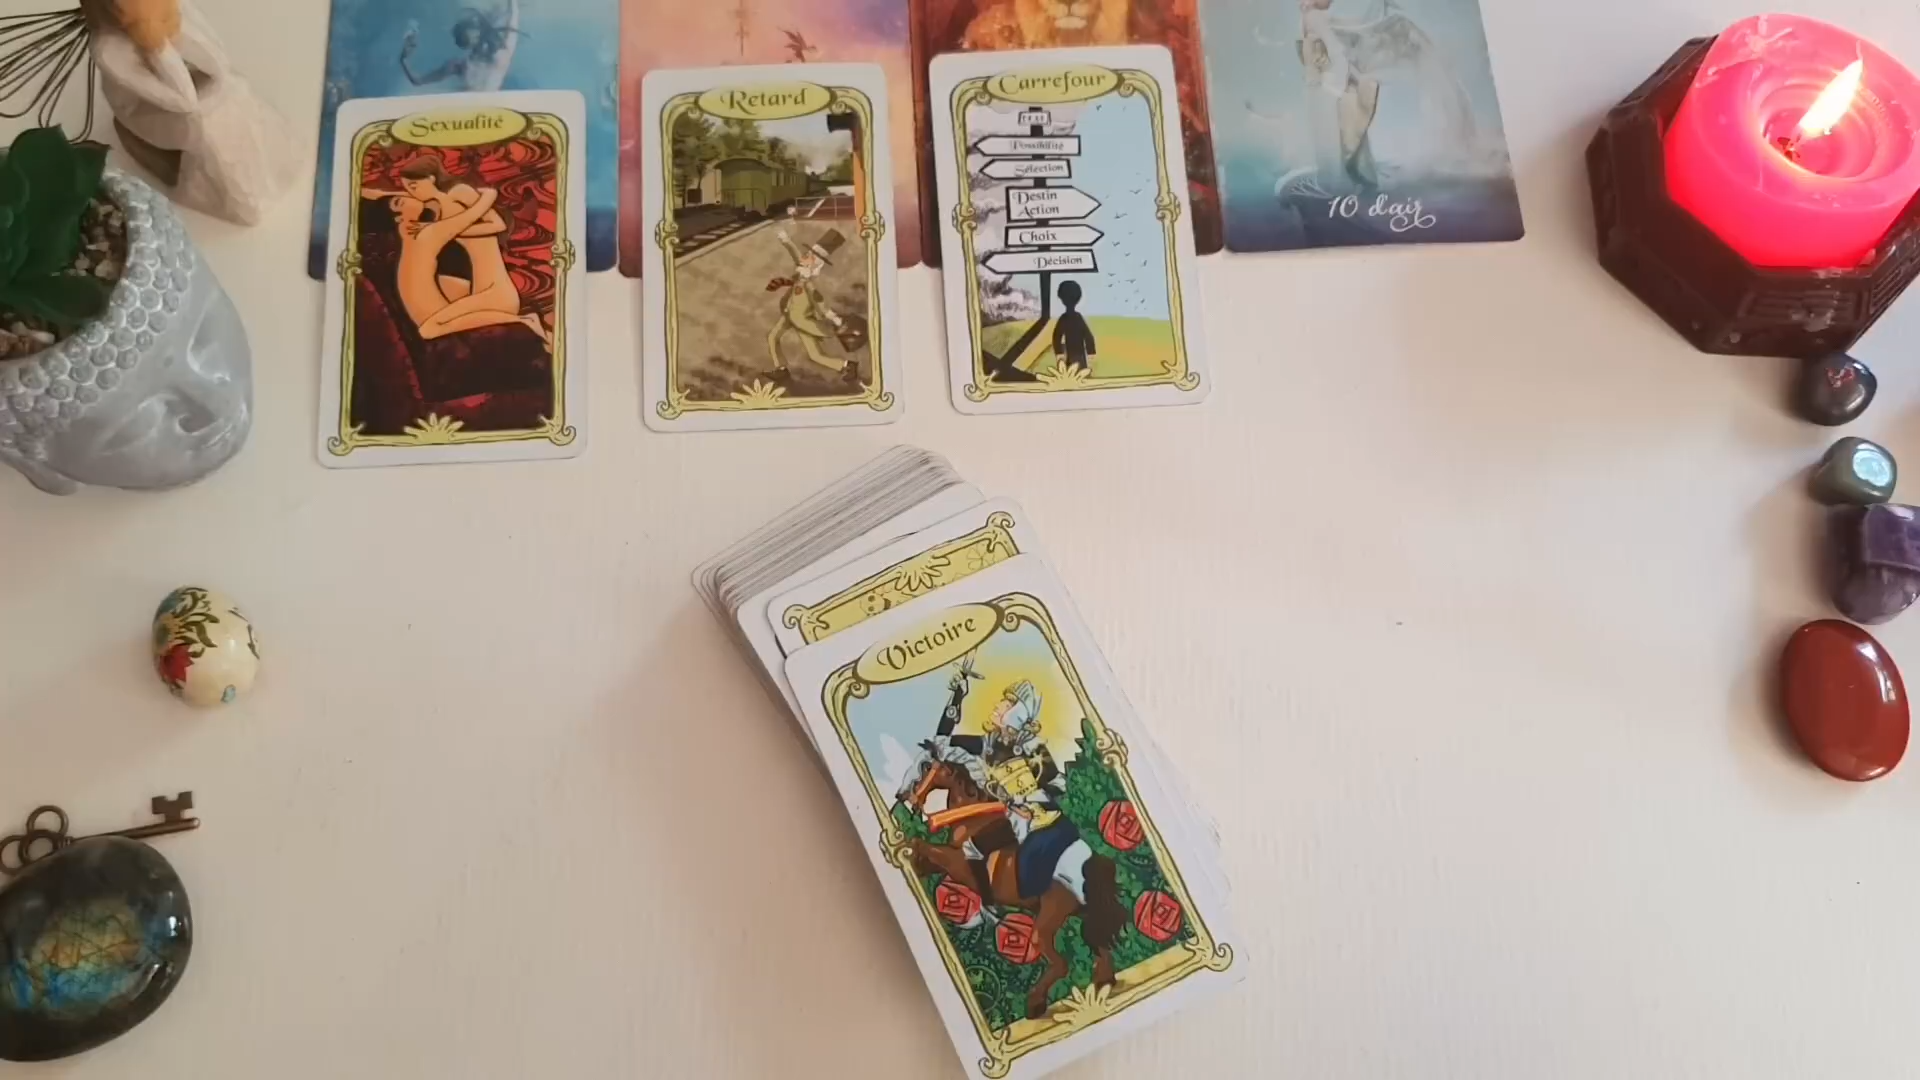 Sexualité
Retard
Carrefour
Possibilité
Sélection
Destin
Action
Choix
Décision
10 d'air
Victoire